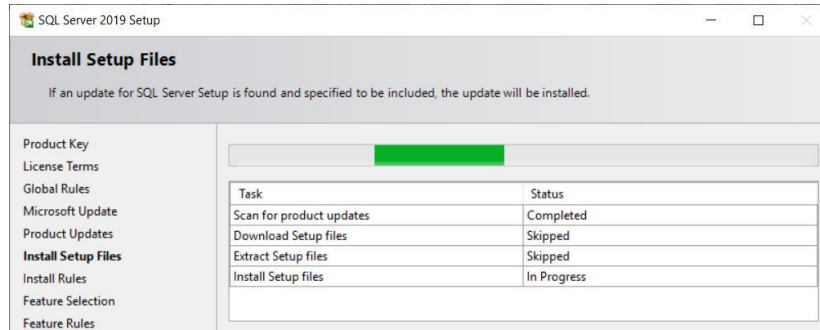 SQL Server 2019 Setup
Install Setup Files
If an update for SQL Server Setup is found and specified to be included, the update will be installed.
Product Key
License Terms
Global Rules
Microsoft Update
Product Updates
Install Setup Files
Install Rules
Feature Selection
Feature Rules
Task Status
Scan for product updates Completed
Download Setup files Skipped
Extract Setup files Skipped
Install Setup files In Progress